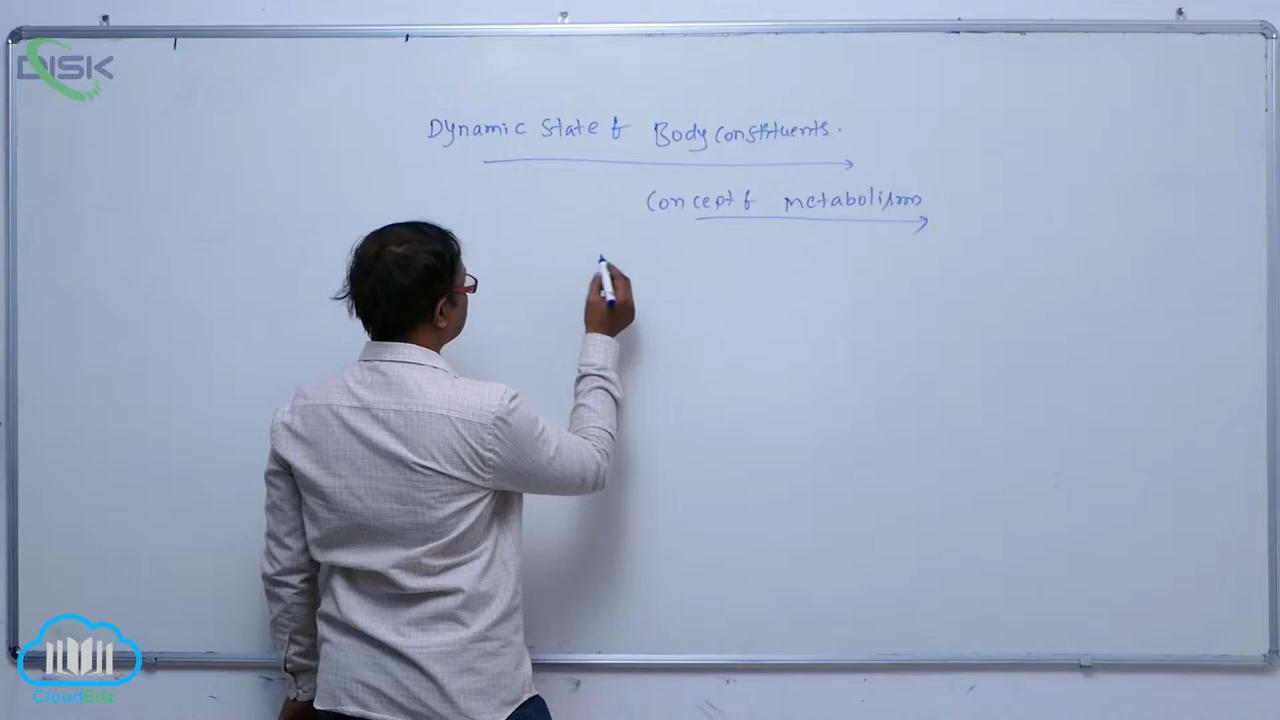 DISK
Dynamic state of Body constituents.
Concept of metabolism
CloudEdz